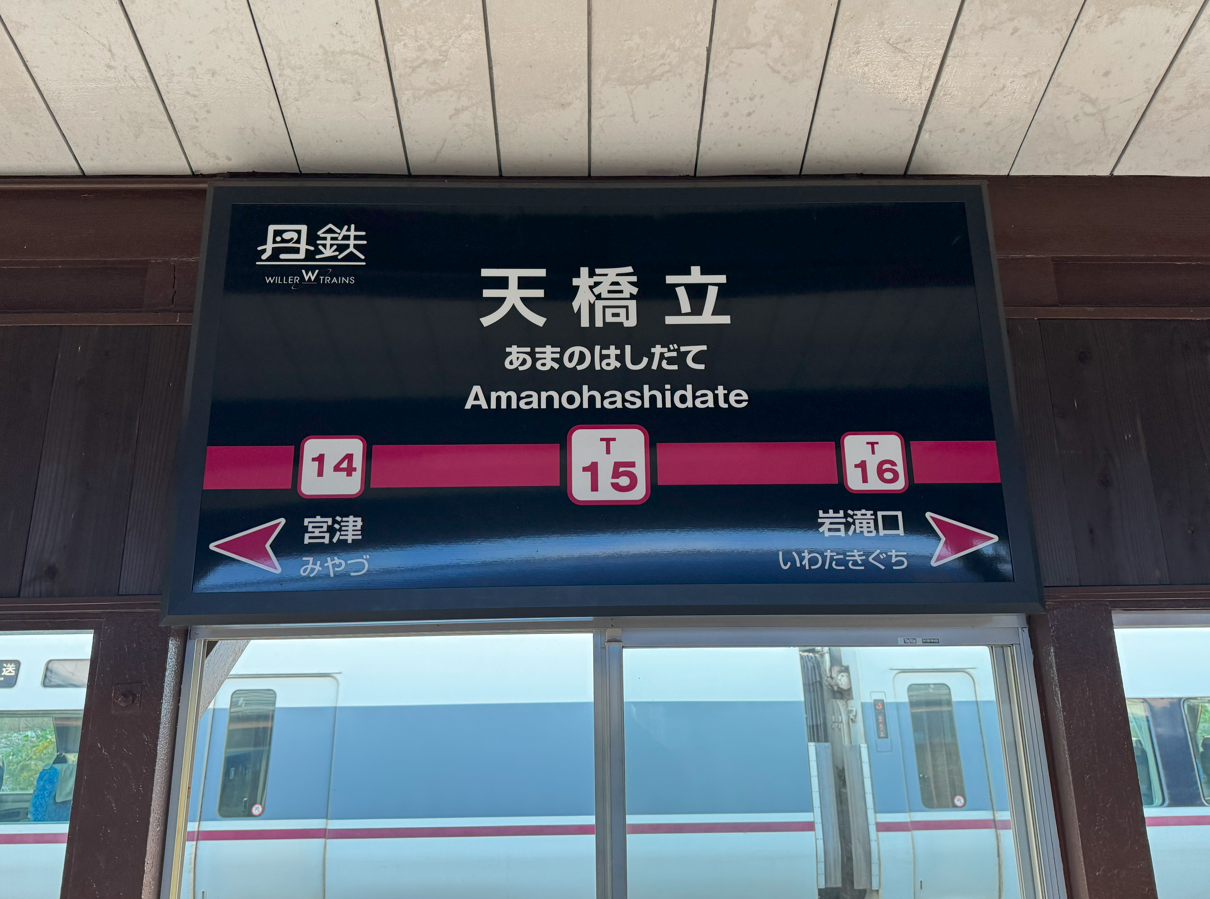 丹鉄
WILLER W TRAINS
天橋立
あまのはしだて
Amanohashidate
14
T
15
T
16
宮津
岩滝口
みやづ
いわたきぐち
送